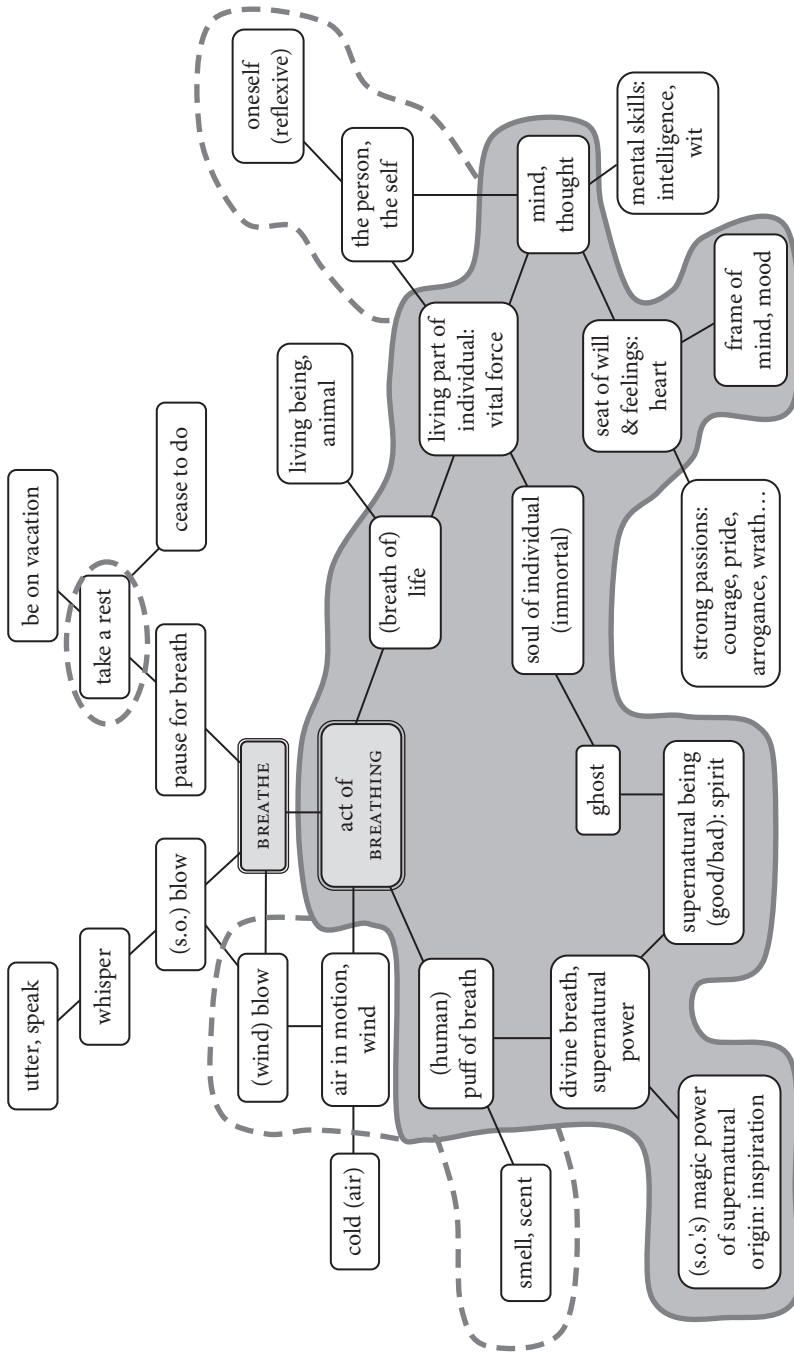 utter, speak
be on vacation
whisper
take a rest
cease to do
(s.o.) blow
pause for breath
BREATHE
oneself
(reflexive)
(wind) blow
living being,
animal
the person,
the self
cold (air)
air in motion,
wind
act of
BREATHING
(breath of)
life
living part of
individual:
vital force
mind,
thought
(human)
puff of breath
smell, scent
soul of individual
(immortal)
mental skills:
intelligence,
wit
divine breath,
supernatural
power
ghost
seat of will
& feelings:
heart
frame of
mind, mood
supernatural being
(good/bad): spirit
strong passions:
courage, pride,
arrogance, wrath…
(s.o.'s) magic power
of supernatural
origin: inspiration